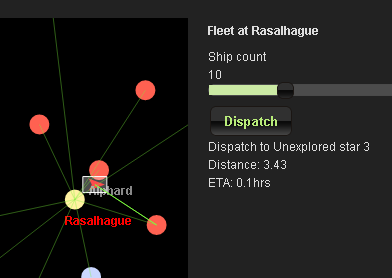 Fleet at Rasalhague
Ship count
10
Dispatch
Dispatch to Unexplored star 3
Distance: 3.43
ETA: 0.1hrs
Alphard
Rasalhague